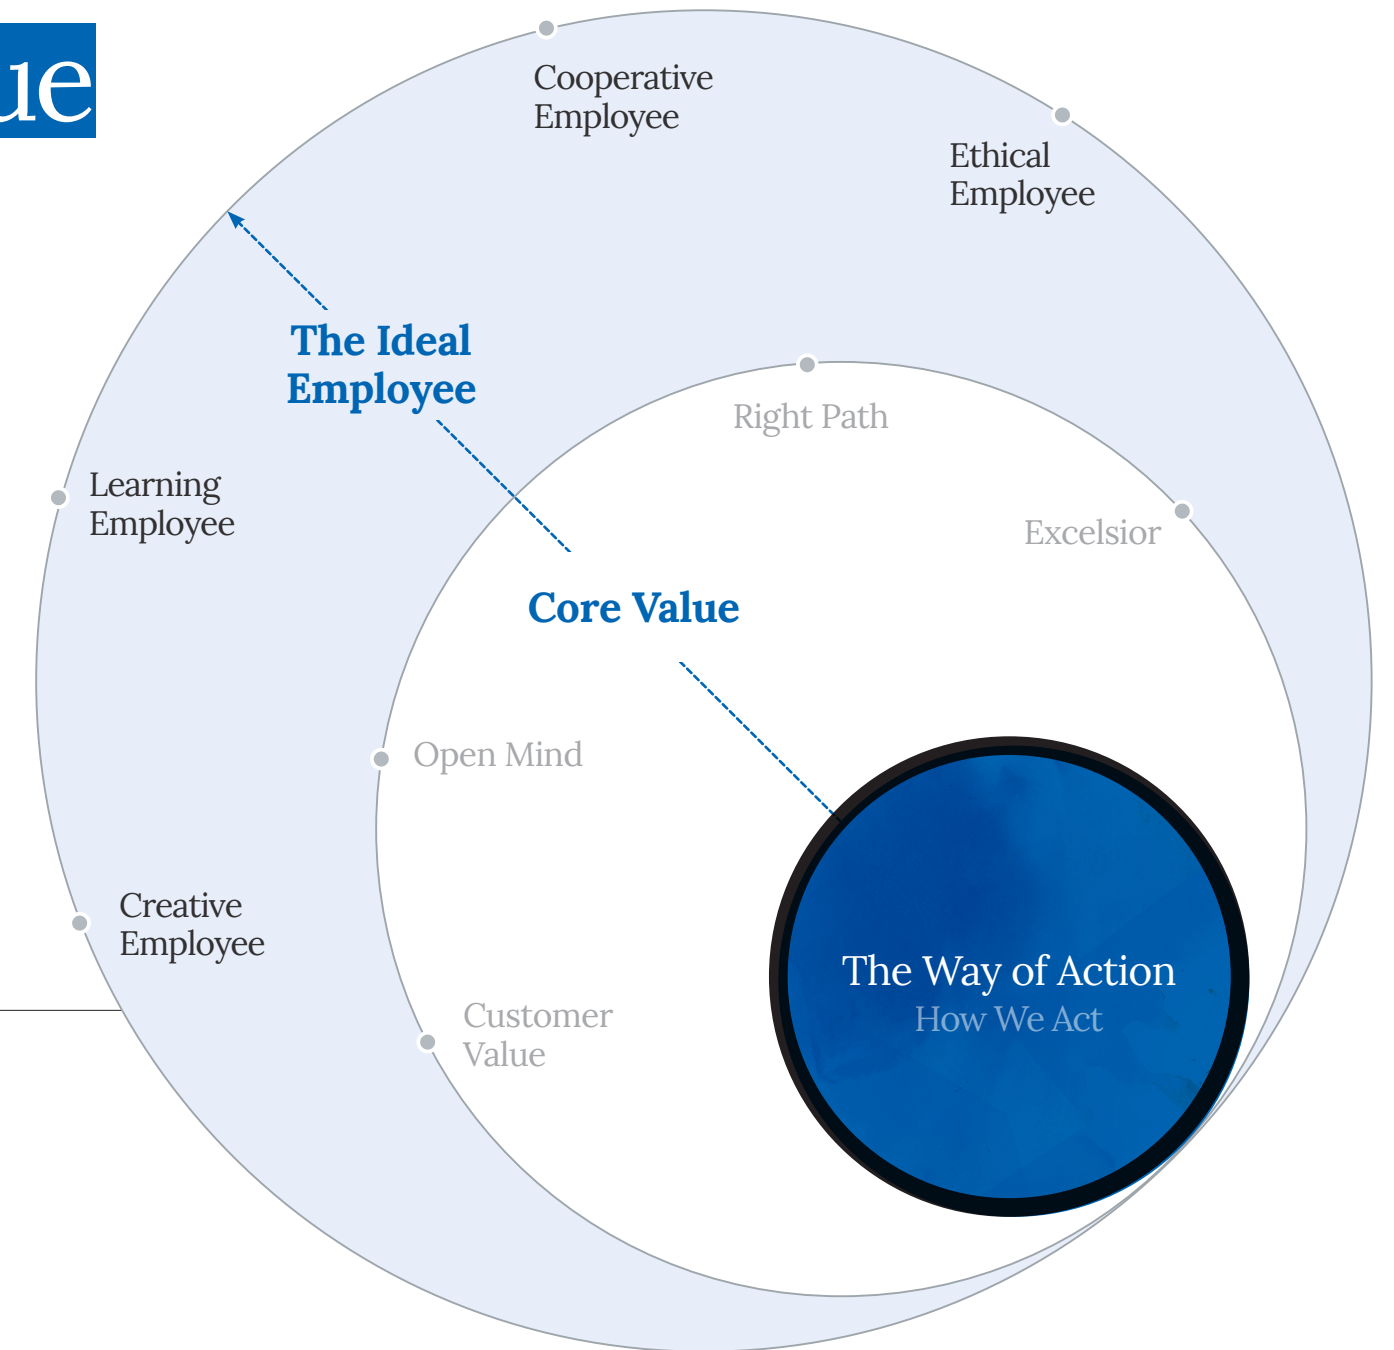 ue
Cooperative
Employee
Ethical
Employee
The Ideal
Employee
Right Path
Learning
Employee
Excelsior
Core Value
Open Mind
Creative
Employee
The Way of Action
How We Act
Customer
Value